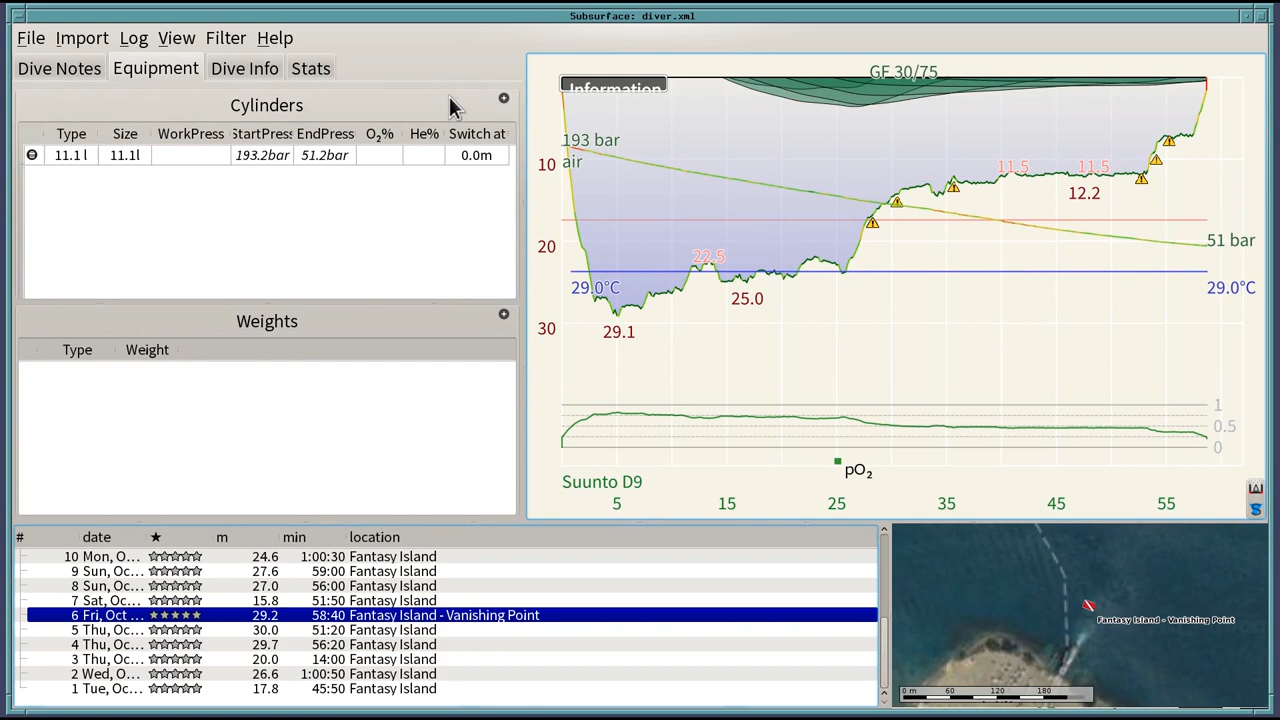 Subsurface: diver.xml
File Import Log View Filter Help
Dive Notes Equipment Dive Info Stats
Cylinders
Type Size WorkPress StartPress EndPress O₂% He% Switch at
11.1 l 11.1l 193.2bar 51.2bar 0.0m
Weights
Type Weight
Information
GF 30/75
193 bar
air
10
20
30
11.5
11.5
12.2
22.5
25.0
29.1
51 bar
29.0°C
29.0°C
1
0.5
0
pO₂
Suunto D9
5 15 25 35 45 55
# date ★ m min location
10 Mon, O... 24.6 1:00:30 Fantasy Island
9 Sun, Oc... 27.6 59:00 Fantasy Island
8 Sun, Oc... 27.0 56:00 Fantasy Island
7 Sat, Oc... 15.8 51:50 Fantasy Island
6 Fri, Oct ... 29.2 58:40 Fantasy Island - Vanishing Point
5 Thu, Oc... 30.0 51:20 Fantasy Island
4 Thu, Oc... 29.7 56:20 Fantasy Island
3 Thu, Oc... 20.0 14:00 Fantasy Island
2 Wed, O... 26.6 1:00:50 Fantasy Island
1 Tue, Oc... 17.8 45:50 Fantasy Island
Fantasy Island - Vanishing Point
0 m 60 120 180